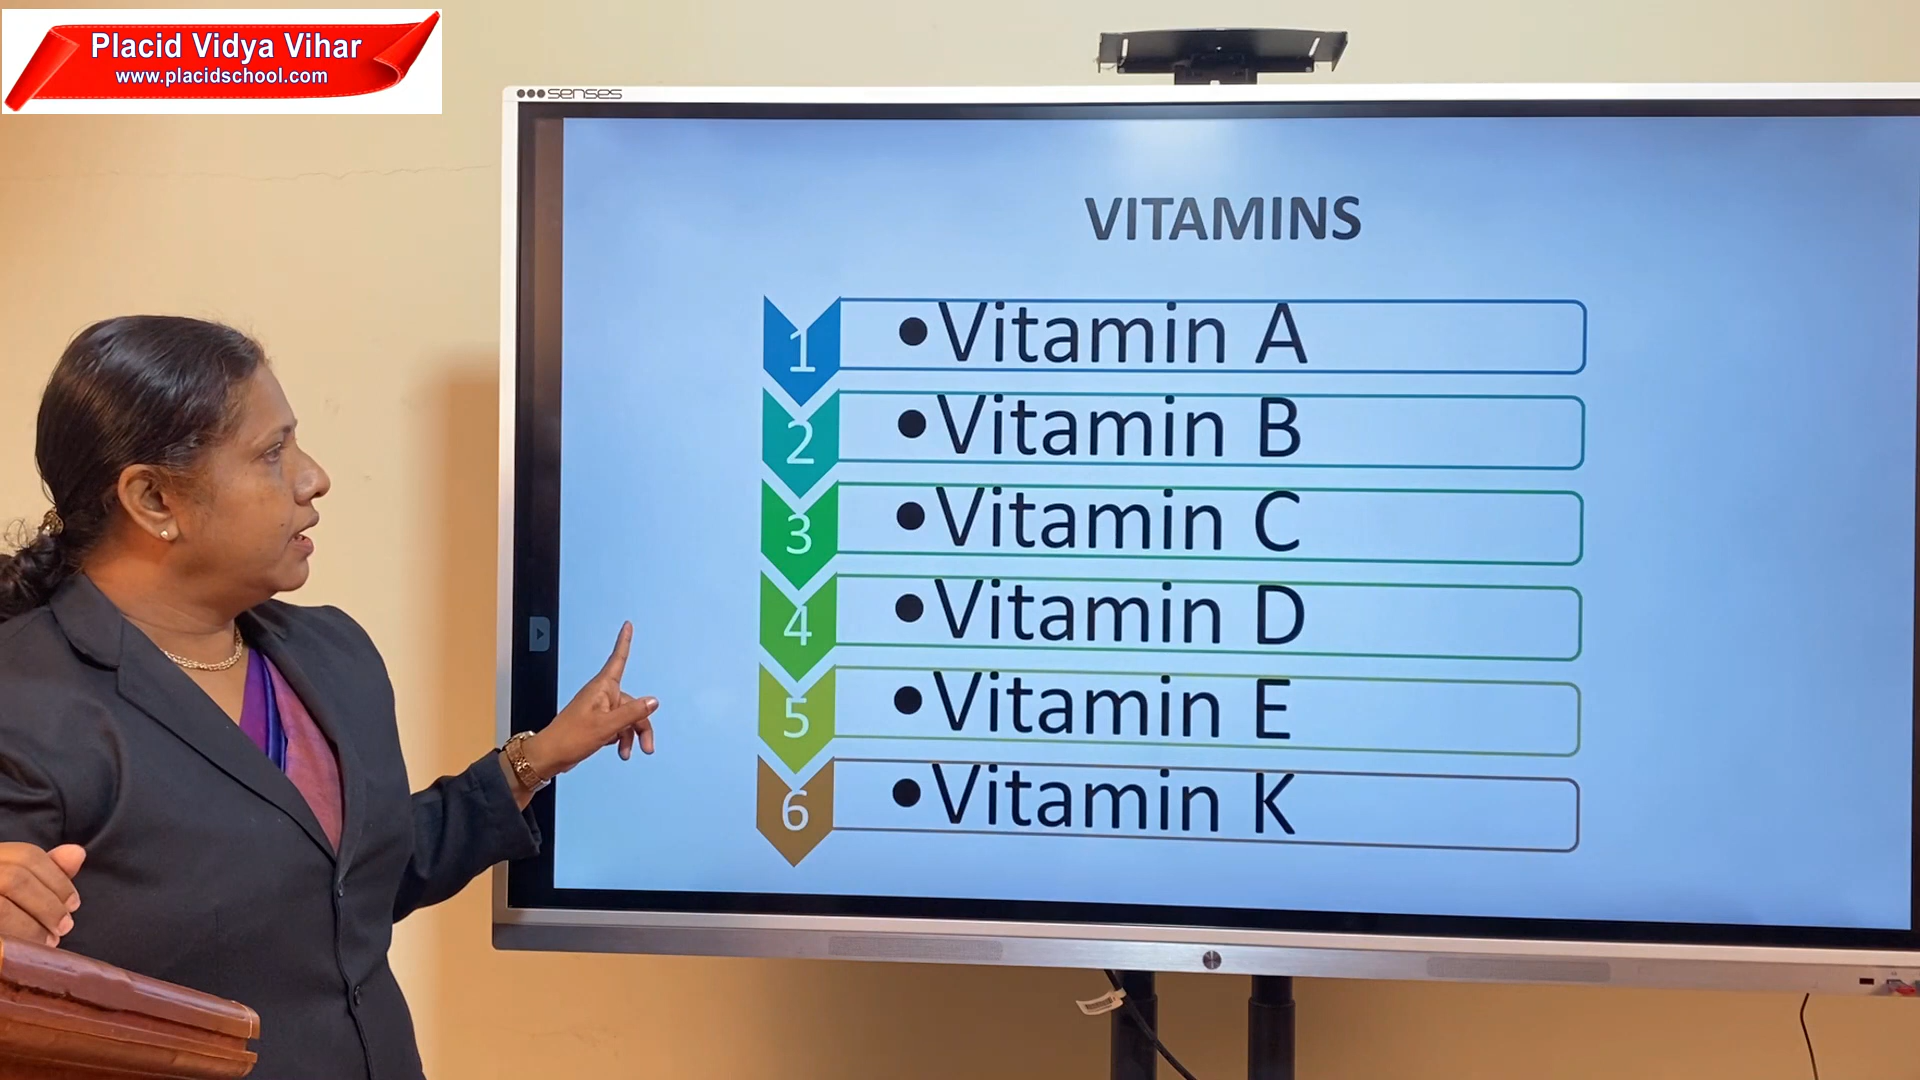 Placid Vidya Vihar
www.placidschool.com
senses
VITAMINS
1 •Vitamin A
2 •Vitamin B
3 •Vitamin C
4 •Vitamin D
5 •Vitamin E
6 •Vitamin K